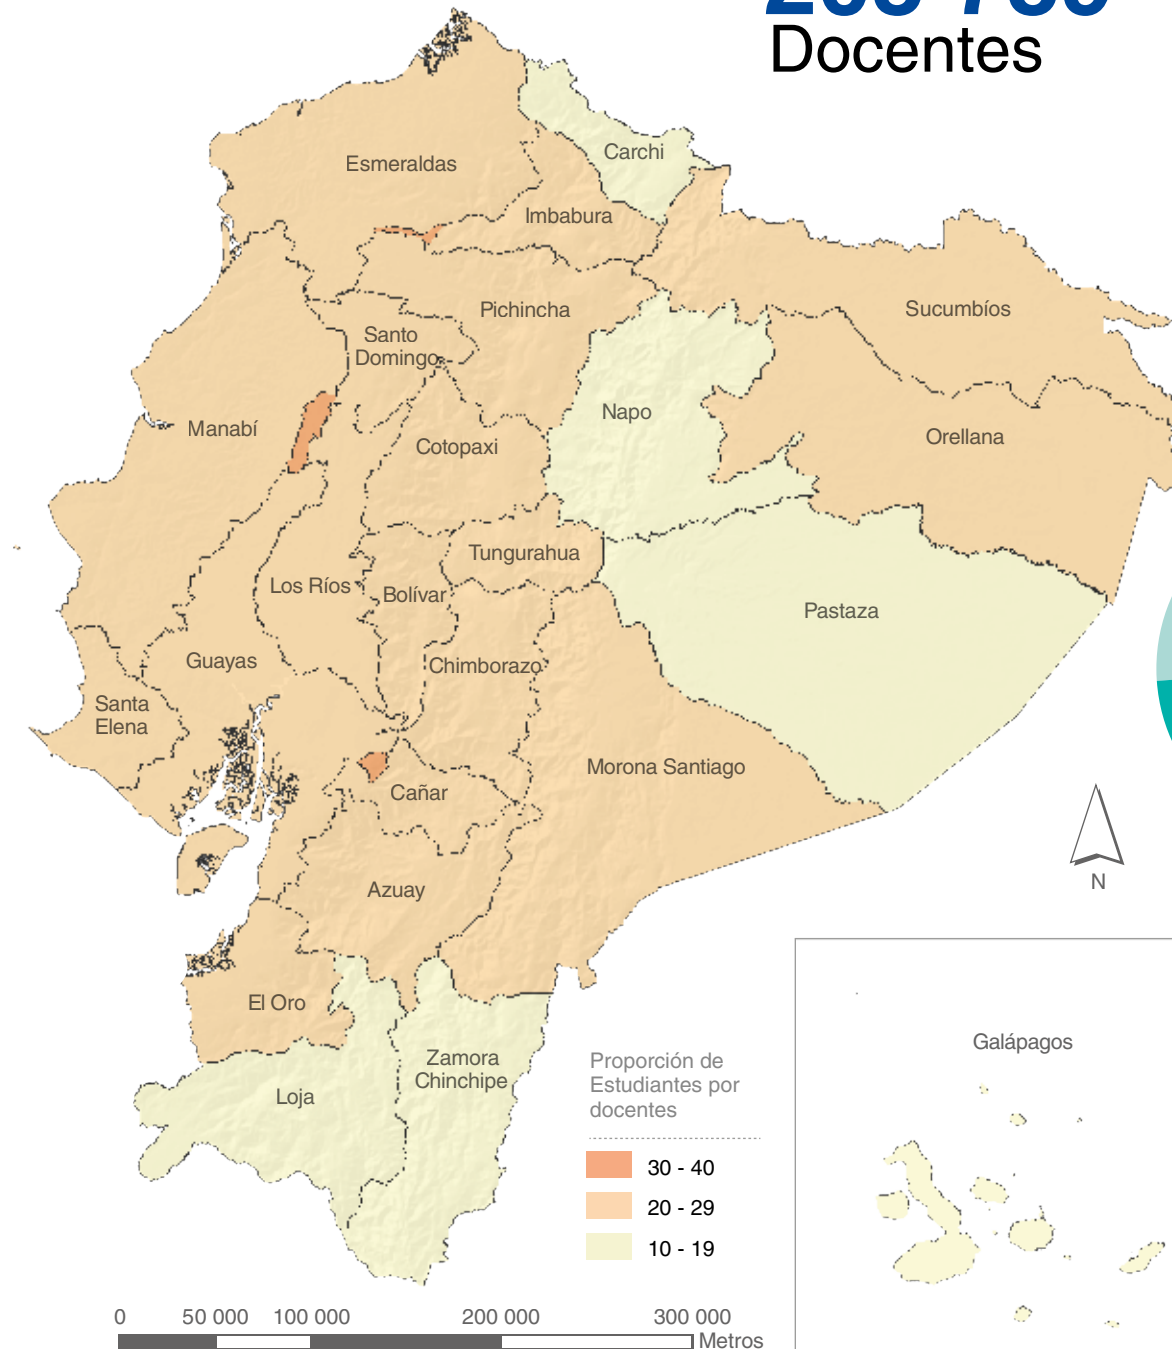 Docentes
Carchi
Esmeraldas
Imbabura
Sucumbíos
Pichincha
Santo
Domingo
Napo
Manabí
Orellana
Cotopaxi
Tungurahua
Los Ríos
Bolívar
Pastaza
Guayas
Chimborazo
Santa
Elena
Morona Santiago
Cañar
Azuay
N
El Oro
Galápagos
Zamora
Chinchipe
Loja
Proporción de
Estudiantes por
docentes
30 - 40
20 - 29
10 - 19
0 50 000 100 000 200 000 300 000
Metros